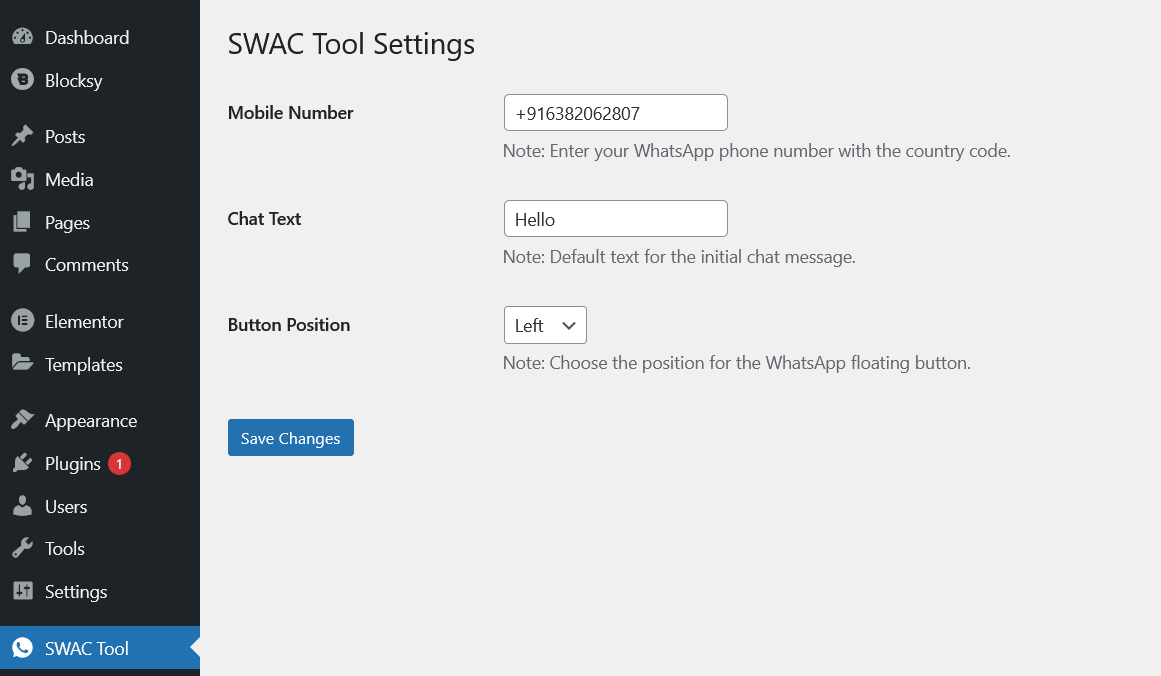 Dashboard
Blocksy
Posts
Media
Pages
Comments
Elementor
Templates
Appearance
Plugins 1
Users
Tools
Settings
SWAC Tool
SWAC Tool Settings
Mobile Number
+916382062807
Note: Enter your WhatsApp phone number with the country code.
Chat Text
Hello
Note: Default text for the initial chat message.
Button Position
Left
Note: Choose the position for the WhatsApp floating button.
Save Changes